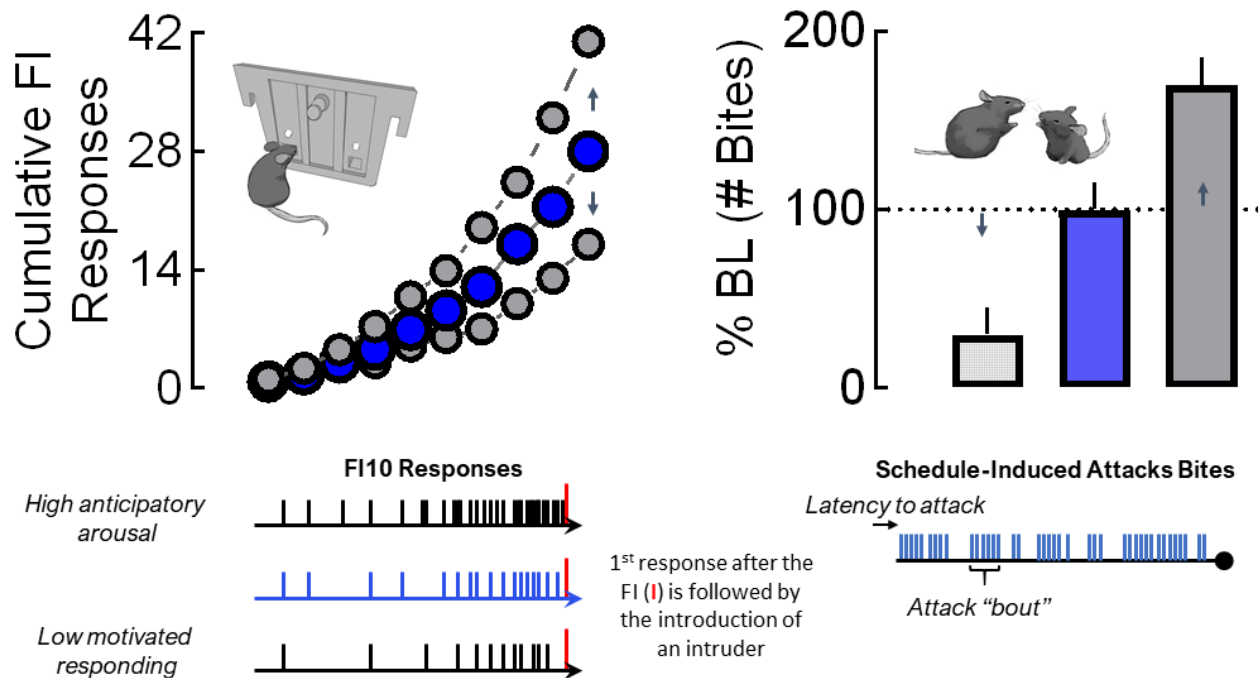 Cumulative FI
Responses
42
28
14
0
% BL (# Bites)
200
100
0
FI10 Responses
High anticipatory
arousal
Low motivated
responding
1st response after the
FI (I) is followed by
the introduction of
an intruder
Schedule-Induced Attacks Bites
Latency to attack
Attack “bout”